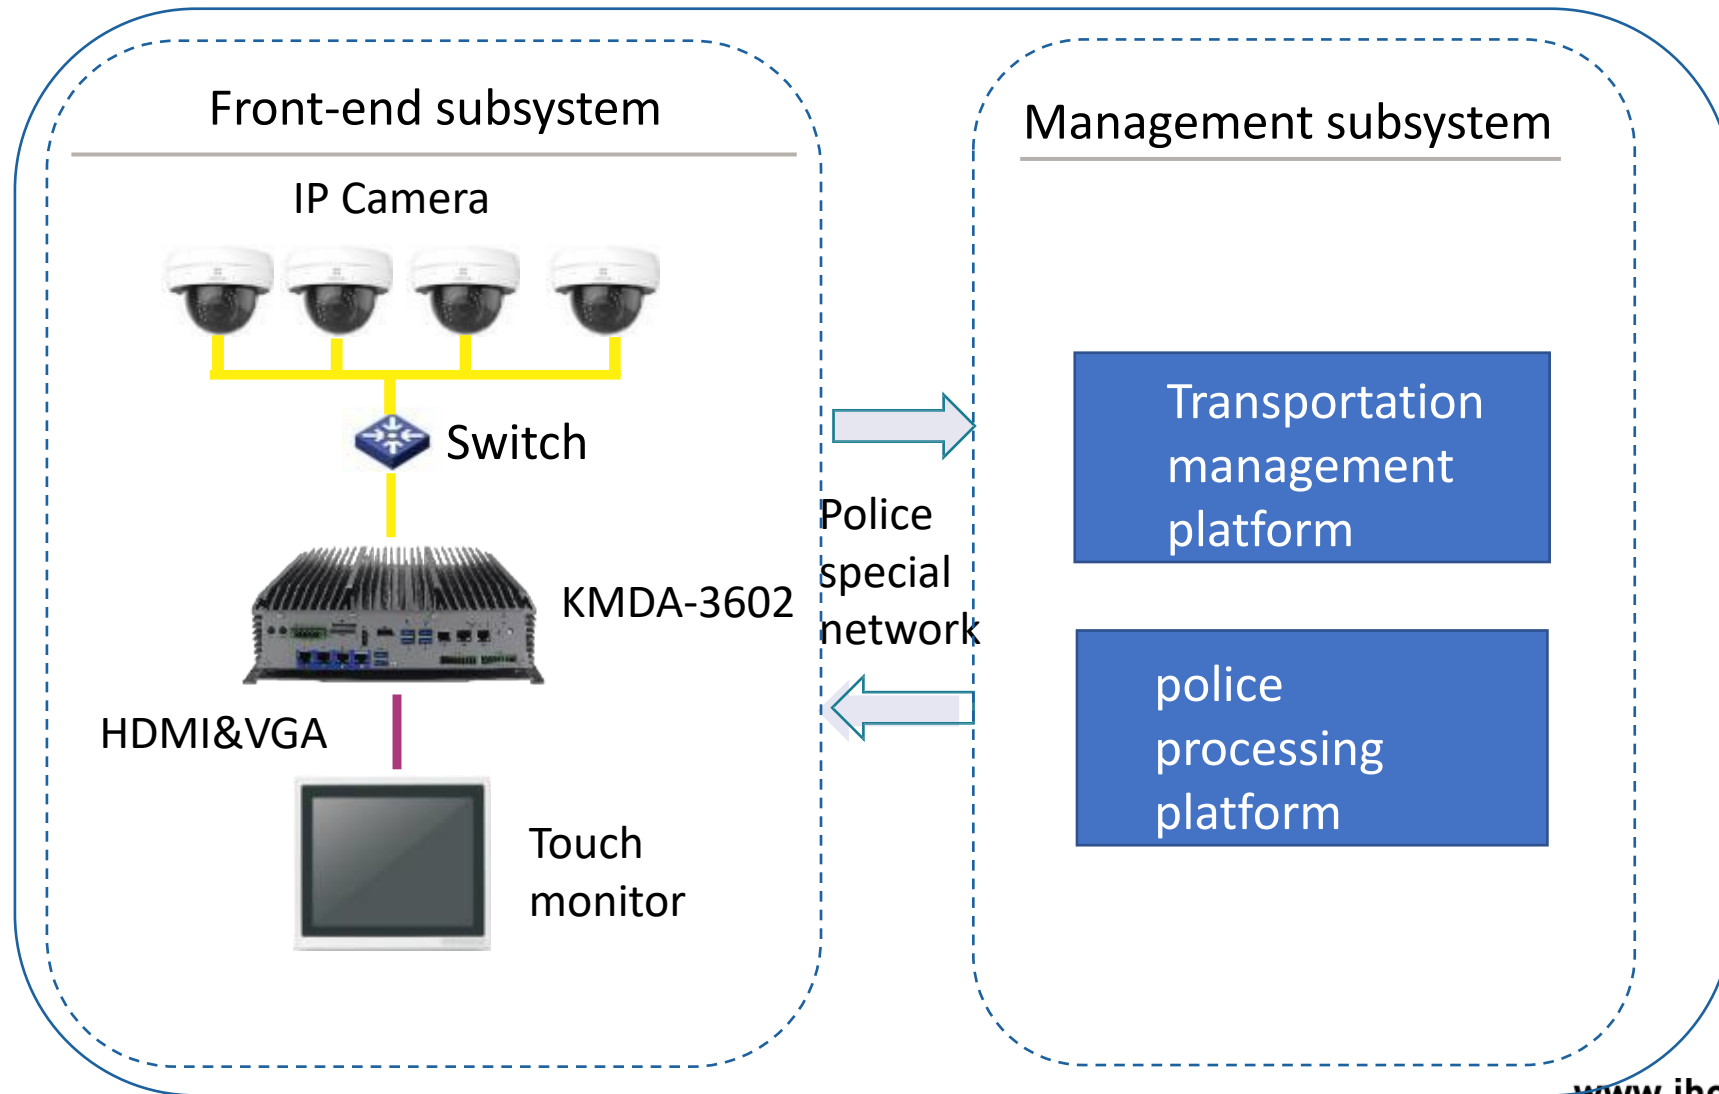 Front-end subsystem
IP Camera
Switch
KMDA-3602
HDMI&VGA
Touch
monitor
Police
special
network
Management subsystem
Transportation
management
platform
police
processing
platform